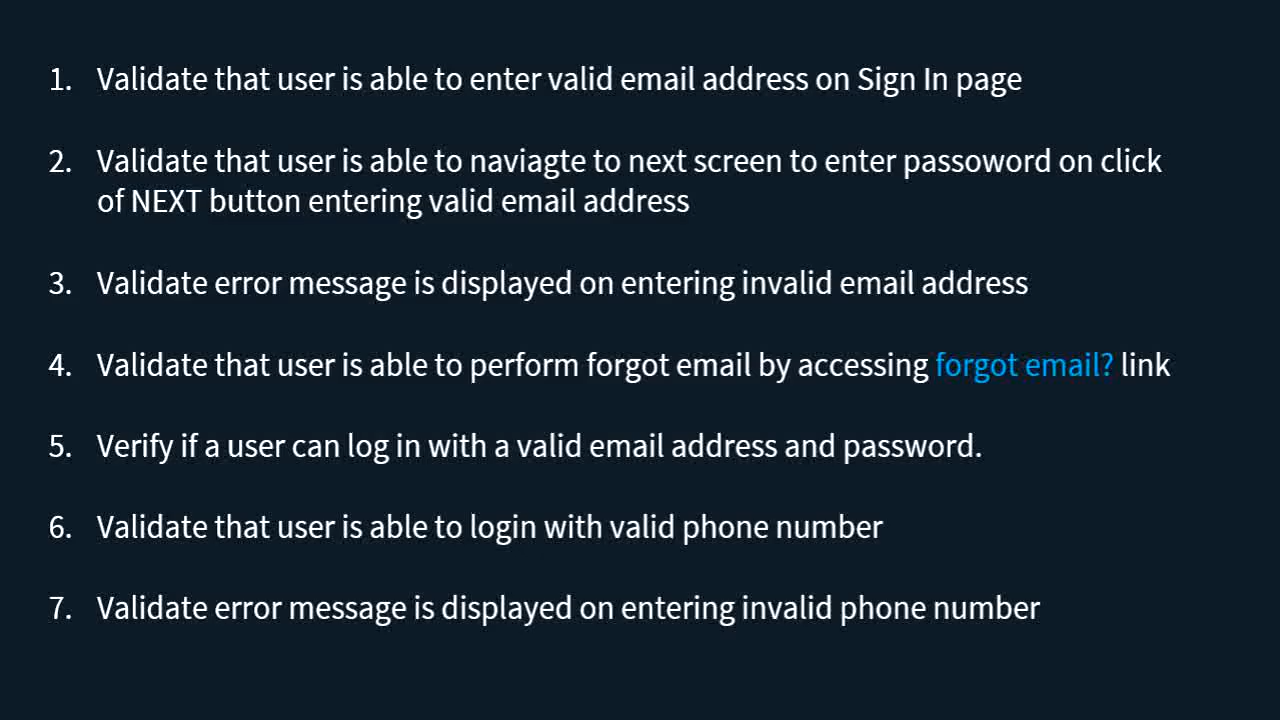 1. Validate that user is able to enter valid email address on Sign In page
2. Validate that user is able to naviagte to next screen to enter passoword on click
of NEXT button entering valid email address
3. Validate error message is displayed on entering invalid email address
4. Validate that user is able to perform forgot email by accessing forgot email? link
5. Verify if a user can log in with a valid email address and password.
6. Validate that user is able to login with valid phone number
7. Validate error message is displayed on entering invalid phone number